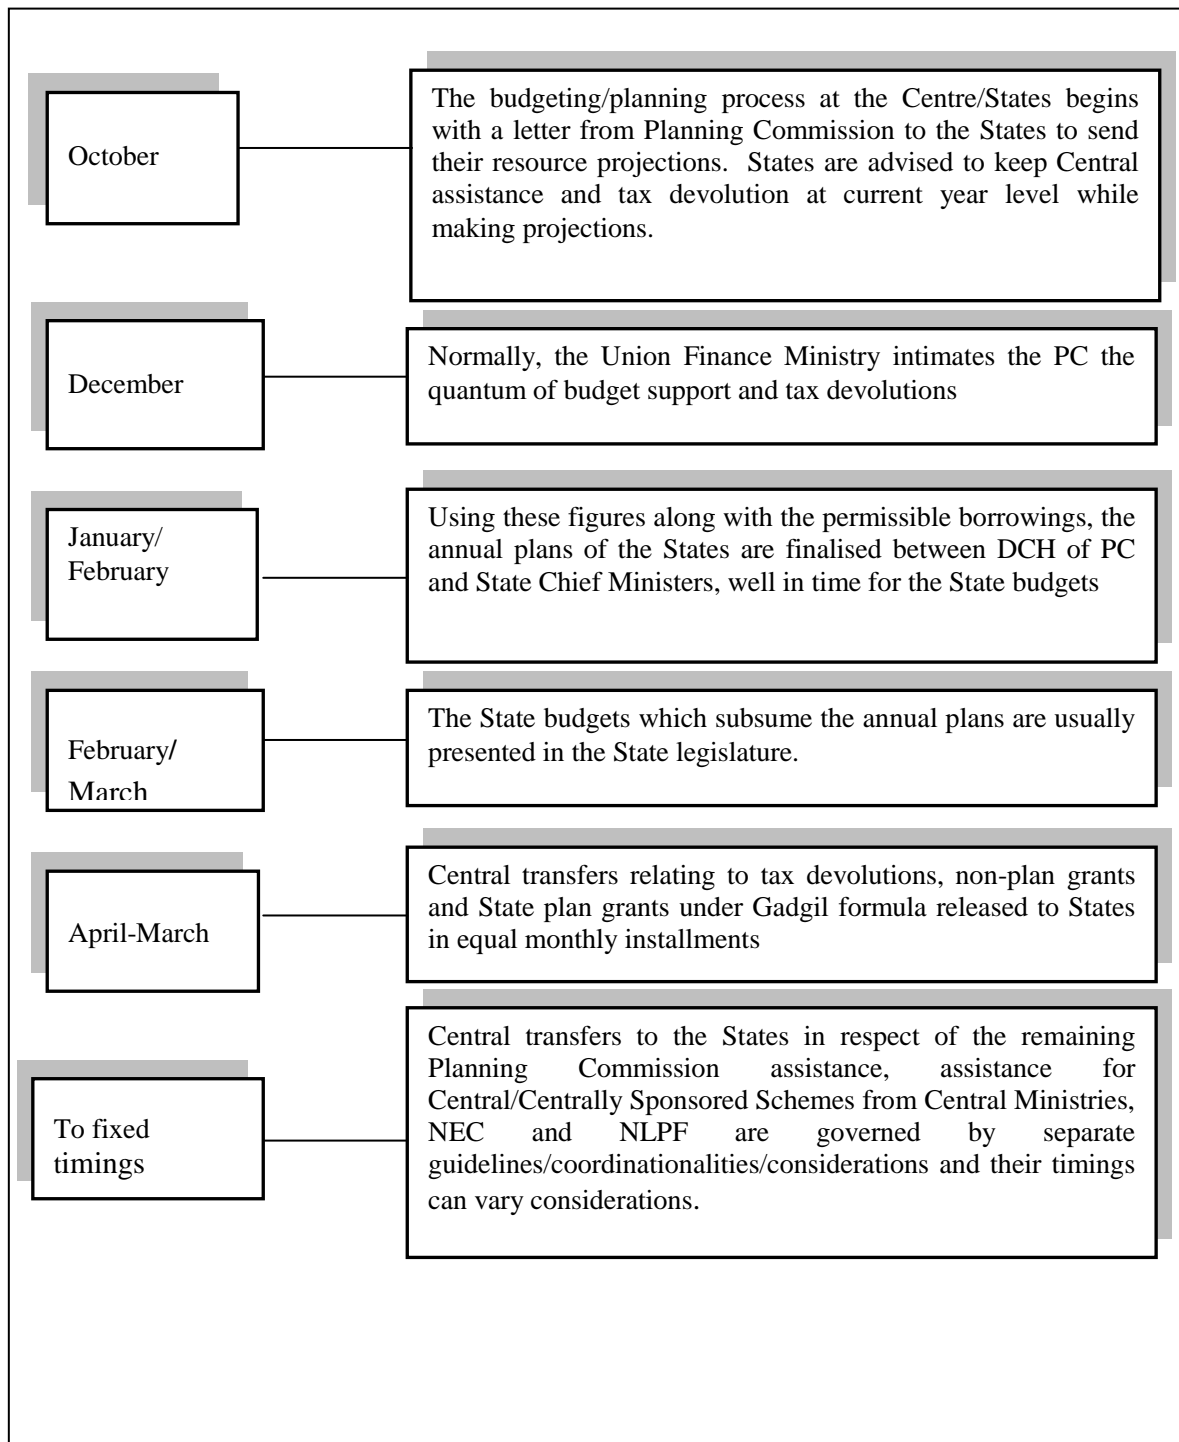 October
The budgeting/planning process at the Centre/States begins
with a letter from Planning Commission to the States to send
their resource projections. States are advised to keep Central
assistance and tax devolution at current year level while
making projections.
December
Normally, the Union Finance Ministry intimates the PC the
quantum of budget support and tax devolutions
January/
February
Using these figures along with the permissible borrowings, the
annual plans of the States are finalised between DCH of PC
and State Chief Ministers, well in time for the State budgets
February/
March
The State budgets which subsume the annual plans are usually
presented in the State legislature.
April-March
Central transfers relating to tax devolutions, non-plan grants
and State plan grants under Gadgil formula released to States
in equal monthly installments
To fixed
timings
Central transfers to the States in respect of the remaining
Planning Commission assistance, assistance for
Central/Centrally Sponsored Schemes from Central Ministries,
NEC and NLPF are governed by separate
guidelines/coordinationalities/considerations and their timings
can vary considerations.